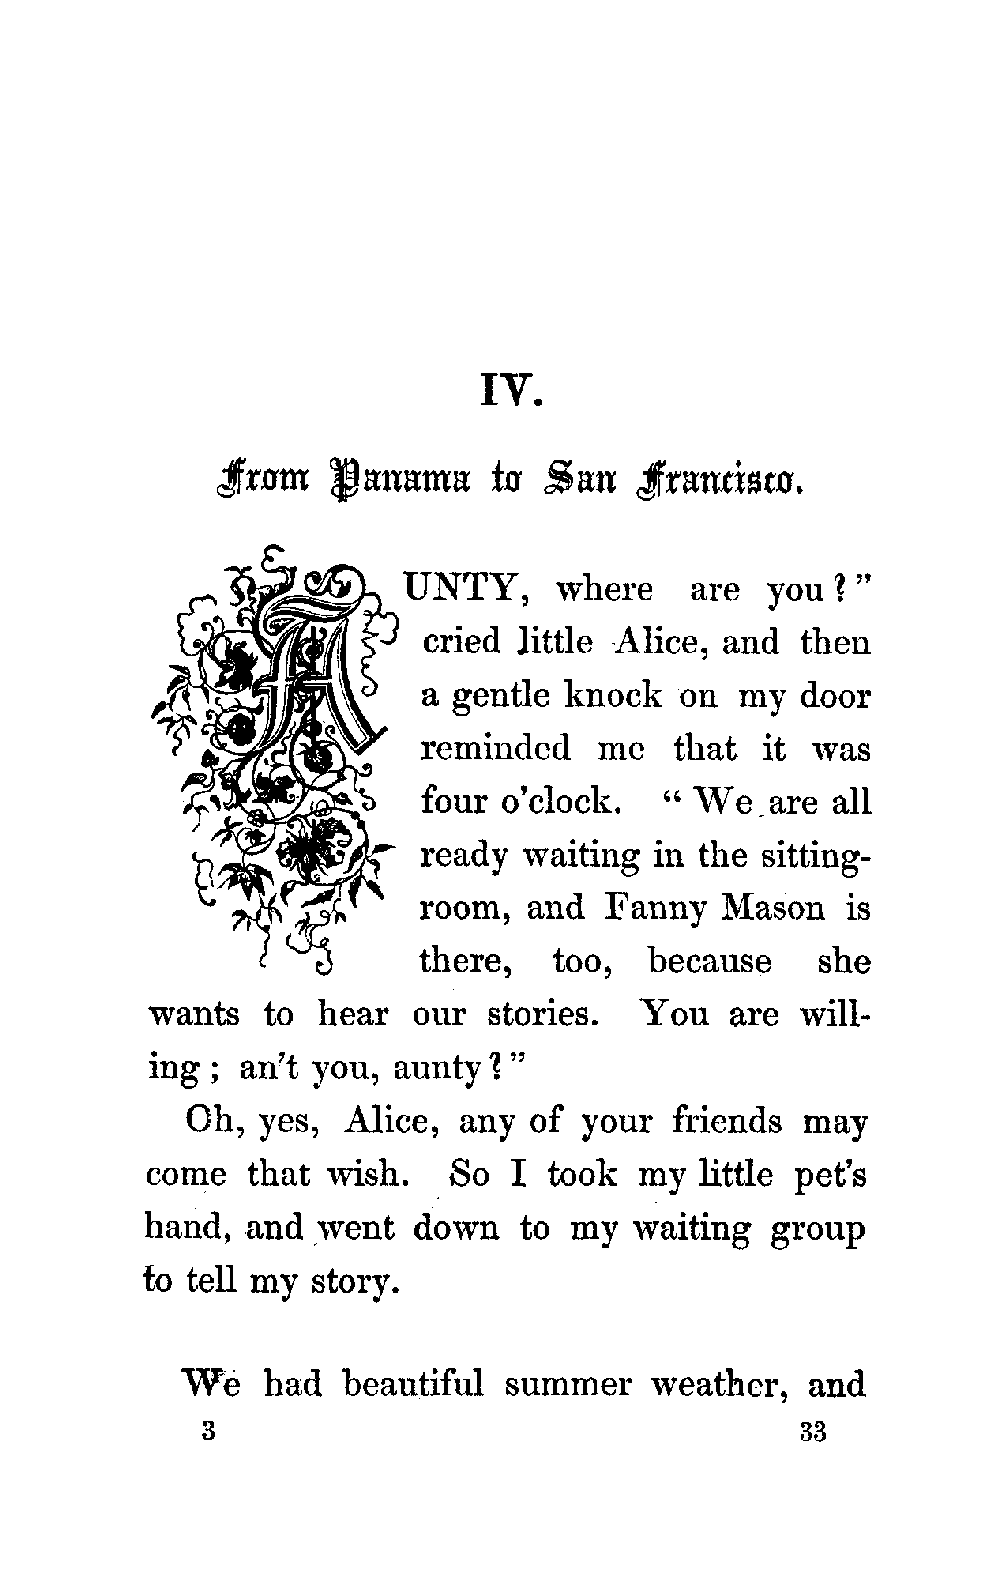 IV.
From Panama to San Francisco.
AUNTY, where are you?"
cried little Alice, and then
a gentle knock on my door
reminded me that it was
four o'clock. "We are all
ready waiting in the sitting-
room, and Fanny Mason is
there, too, because she
wants to hear our stories. You are will-
ing; an't you, aunty?"
Oh, yes, Alice, any of your friends may
come that wish. So I took my little pet's
hand, and went down to my waiting group
to tell my story.
We had beautiful summer weather, and
3 33